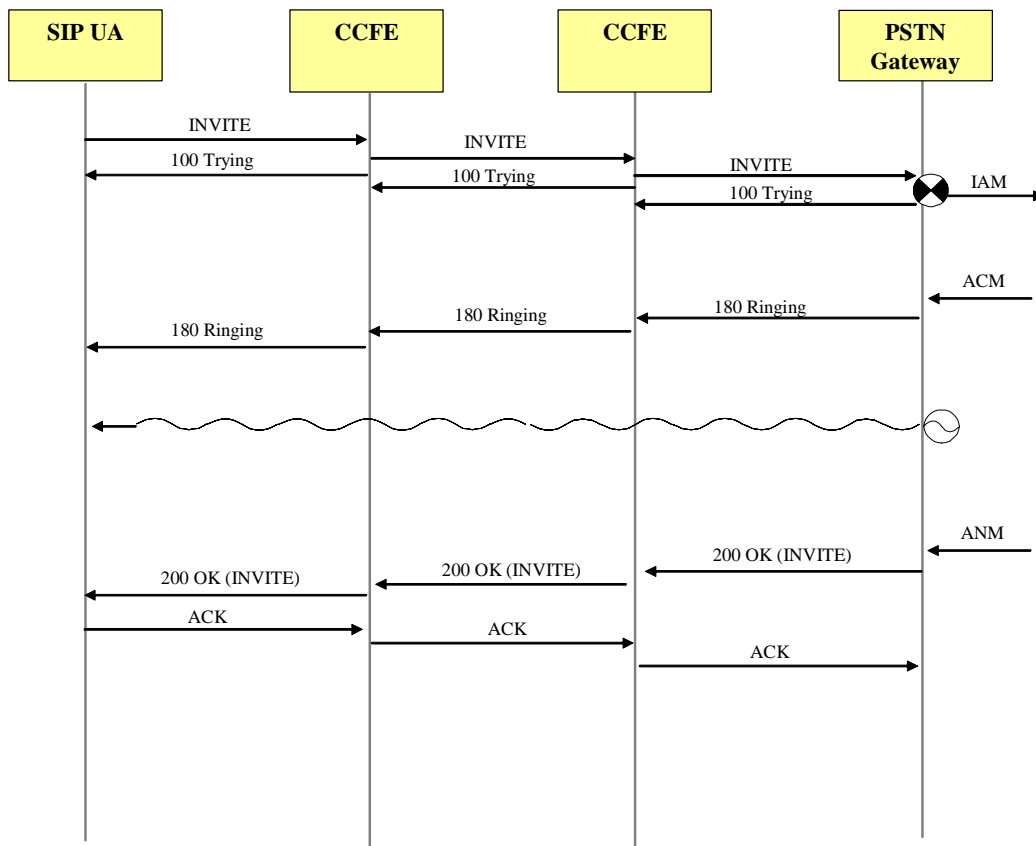 SIP UA
CCFE
CCFE
PSTN
Gateway
INVITE
INVITE
100 Trying
INVITE
100 Trying
IAM
100 Trying
ACM
180 Ringing
180 Ringing
180 Ringing
ANM
200 OK (INVITE)
200 OK (INVITE)
200 OK (INVITE)
ACK
ACK
ACK